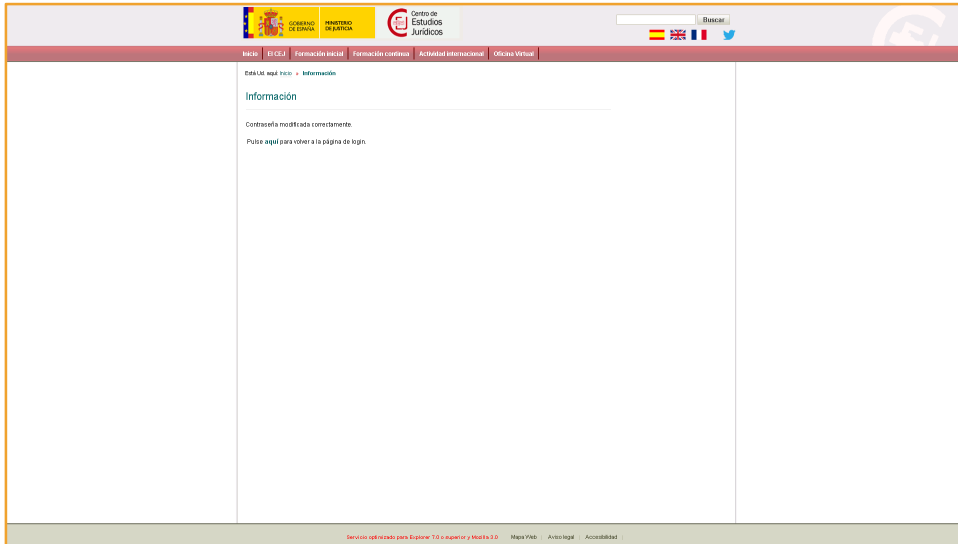 GOBIERNO DE ESPAÑA
MINISTERIO DE JUSTICIA
Centro de
Estudios
Jurídicos
Buscar
Inicio El CEJ Formación inicial Formación continua Actividad internacional Oficina Virtual
Está Ud. aquí: Inicio » Información
Información
Contraseña modificada correctamente.
Pulse aquí para volver a la página de login.
Servicio optimizado para Explorer 7.0 o superior y Mozilla 3.0 Mapa Web | Aviso legal | Accesibilidad |